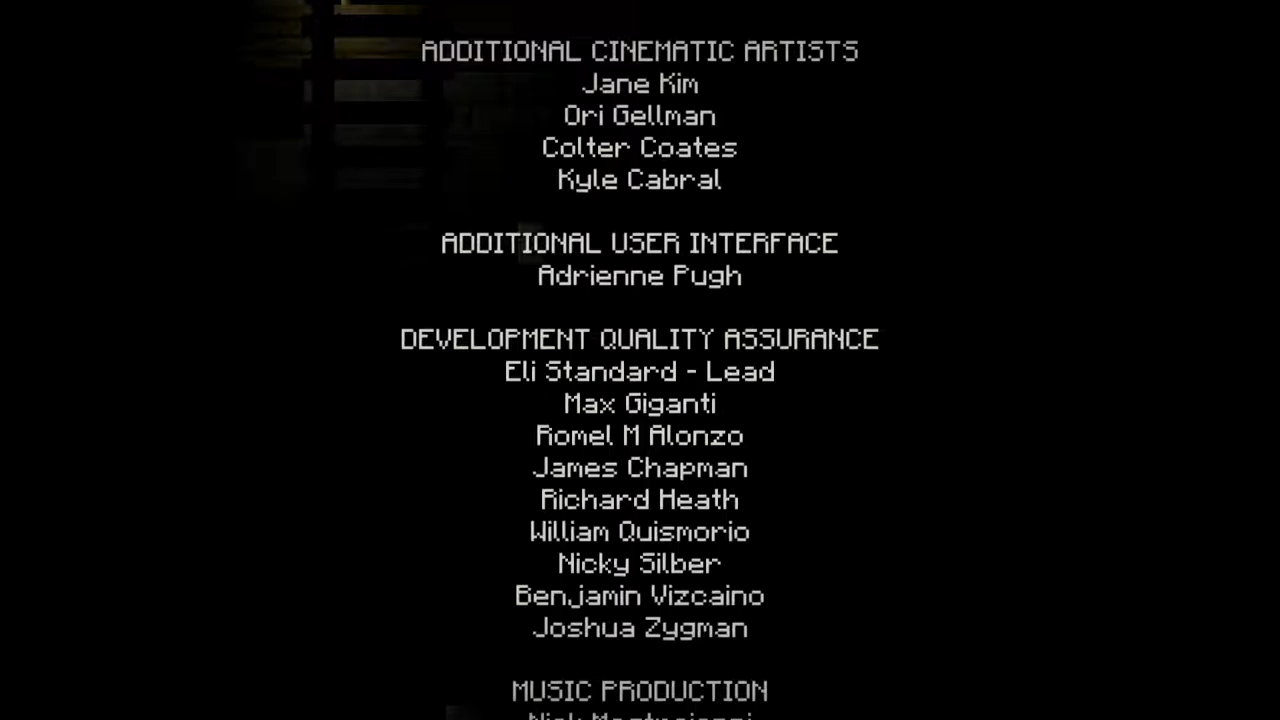 ADDITIONAL CINEMATIC ARTISTS
Jane Kim
Ori Gellman
Colter Coates
Kyle Cabral
ADDITIONAL USER INTERFACE
Adrienne Pugh
DEVELOPMENT QUALITY ASSURANCE
Eli Standard - Lead
Max Giganti
Romel M Alonzo
James Chapman
Richard Heath
William Quismorio
Nicky Silber
Benjamin Vizcaino
Joshua Zygman
MUSIC PRODUCTION
Nick